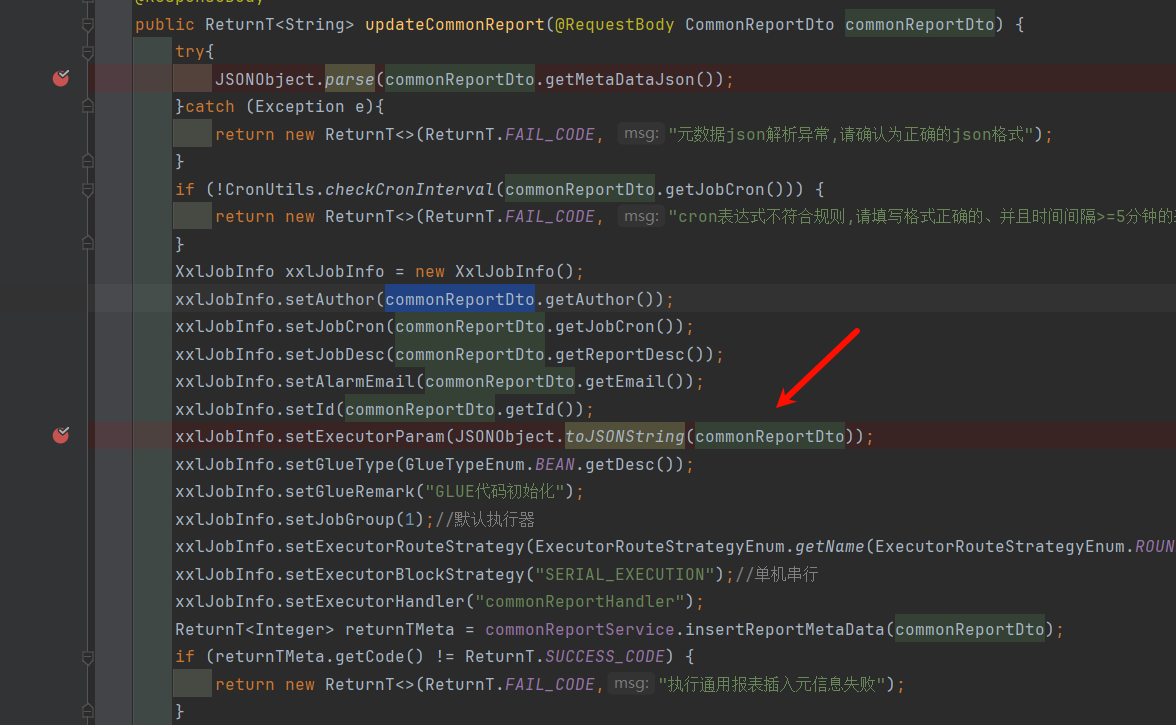 @ResponseBody
public ReturnT<String> updateCommonReport(@RequestBody CommonReportDto commonReportDto) {
try{
JSONObject.parse(commonReportDto.getMetaDataJson());
}catch (Exception e){
return new ReturnT<>(ReturnT.FAIL_CODE, msg: "元数据json解析异常,请确认为正确的json格式");
}
if (!CronUtils.checkCronInterval(commonReportDto.getJobCron())) {
return new ReturnT<>(ReturnT.FAIL_CODE, msg: "cron表达式不符合规则,请填写格式正确的、并且时间间隔>=5分钟的
}
XxlJobInfo xxlJobInfo = new XxlJobInfo();
xxlJobInfo.setAuthor(commonReportDto.getAuthor());
xxlJobInfo.setJobCron(commonReportDto.getJobCron());
xxlJobInfo.setJobDesc(commonReportDto.getReportDesc());
xxlJobInfo.setAlarmEmail(commonReportDto.getEmail());
xxlJobInfo.setId(commonReportDto.getId());
xxlJobInfo.setExecutorParam(JSONObject.toJSONString(commonReportDto));
xxlJobInfo.setGlueType(GlueTypeEnum.BEAN.getDesc());
xxlJobInfo.setGlueRemark("GLUE代码初始化");
xxlJobInfo.setJobGroup(1);//默认执行器
xxlJobInfo.setExecutorRouteStrategy(ExecutorRouteStrategyEnum.getName(ExecutorRouteStrategyEnum.ROUN
xxlJobInfo.setExecutorBlockStrategy("SERIAL_EXECUTION");//单机串行
xxlJobInfo.setExecutorHandler("commonReportHandler");
ReturnT<Integer> returnTMeta = commonReportService.insertReportMetaData(commonReportDto);
if (returnTMeta.getCode() != ReturnT.SUCCESS_CODE) {
return new ReturnT<>(ReturnT.FAIL_CODE, msg: "执行通用报表插入元信息失败");
}